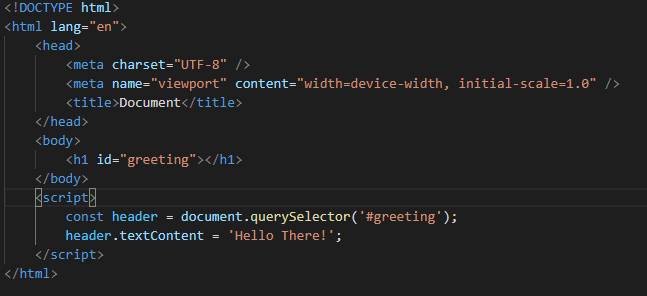 <!DOCTYPE html>
<html lang="en">
    <head>
        <meta charset="UTF-8" />
        <meta name="viewport" content="width=device-width, initial-scale=1.0" />
        <title>Document</title>
    </head>
    <body>
        <h1 id="greeting"></h1>
    </body>
    <script>
        const header = document.querySelector('#greeting');
        header.textContent = 'Hello There!';
    </script>
</html>